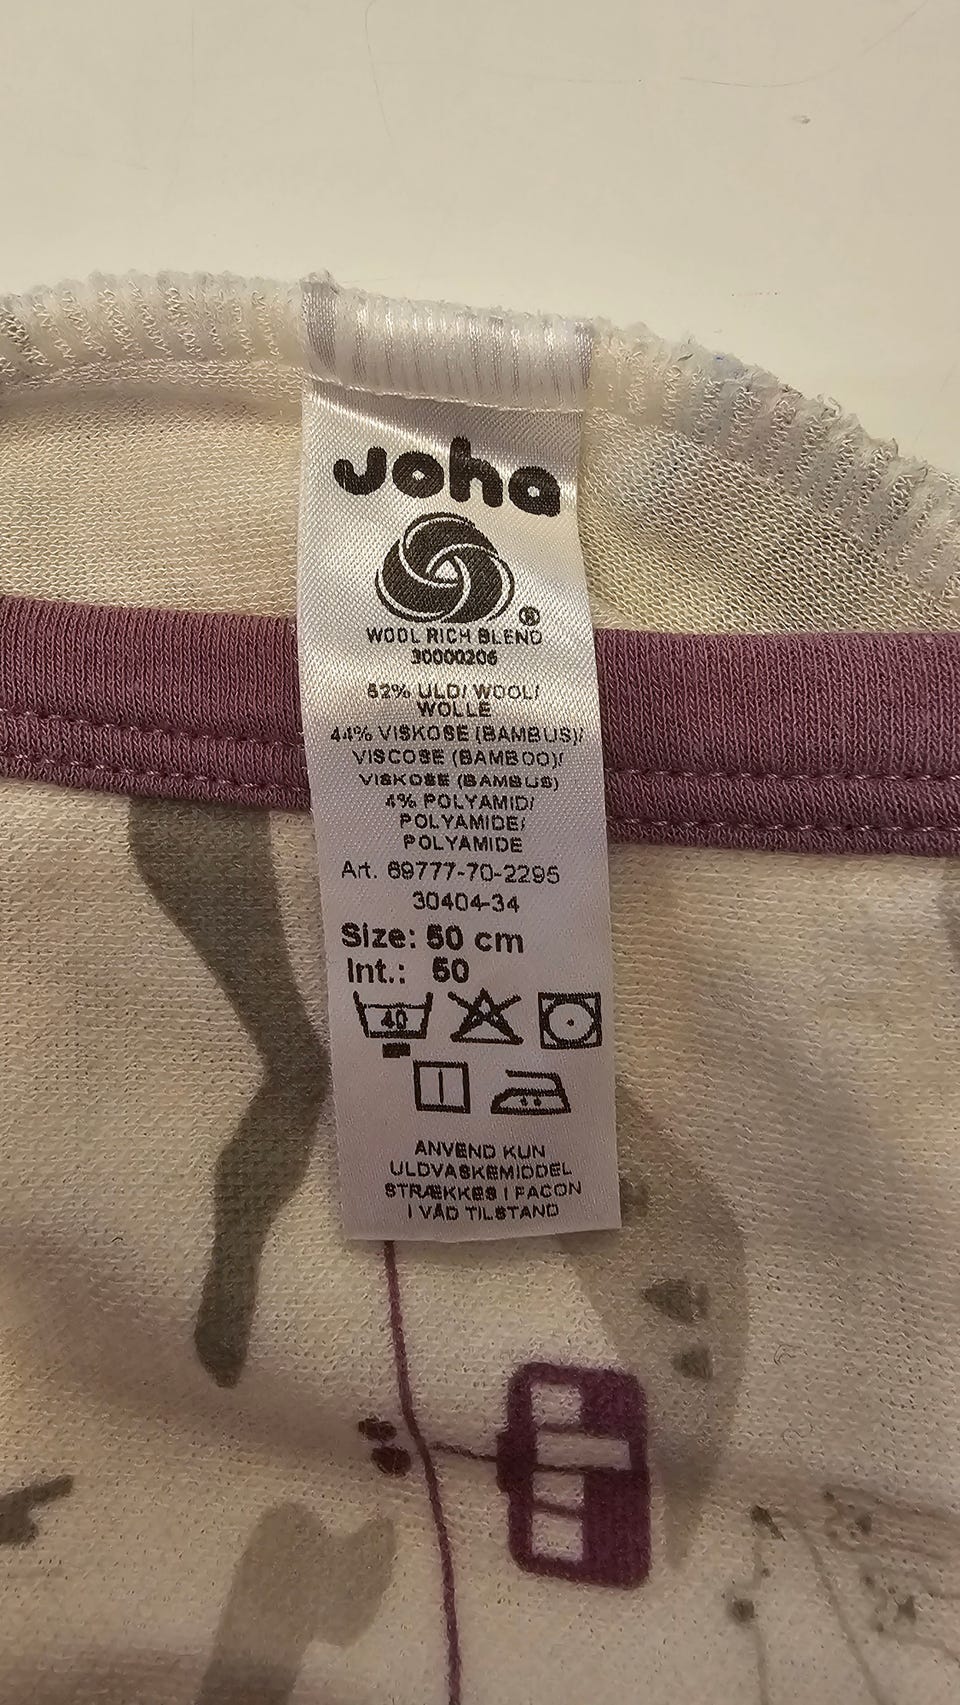 Joha
®
WOOL RICH BLEND
30000206
52% ULD/ WOOL/
WOLLE
44% VISKOSE (BAMBUS)/
VISCOSE (BAMBOO)/
VISKOSE (BAMBUS)
4% POLYAMID/
POLYAMIDE/
POLYAMIDE
Art. 69777-70-2295
30404-34
Size: 50 cm
Int.: 50
40
ANVEND KUN
ULDVASKEMIDDEL
STRÆKKES I FACON
I VÅD TILSTAND